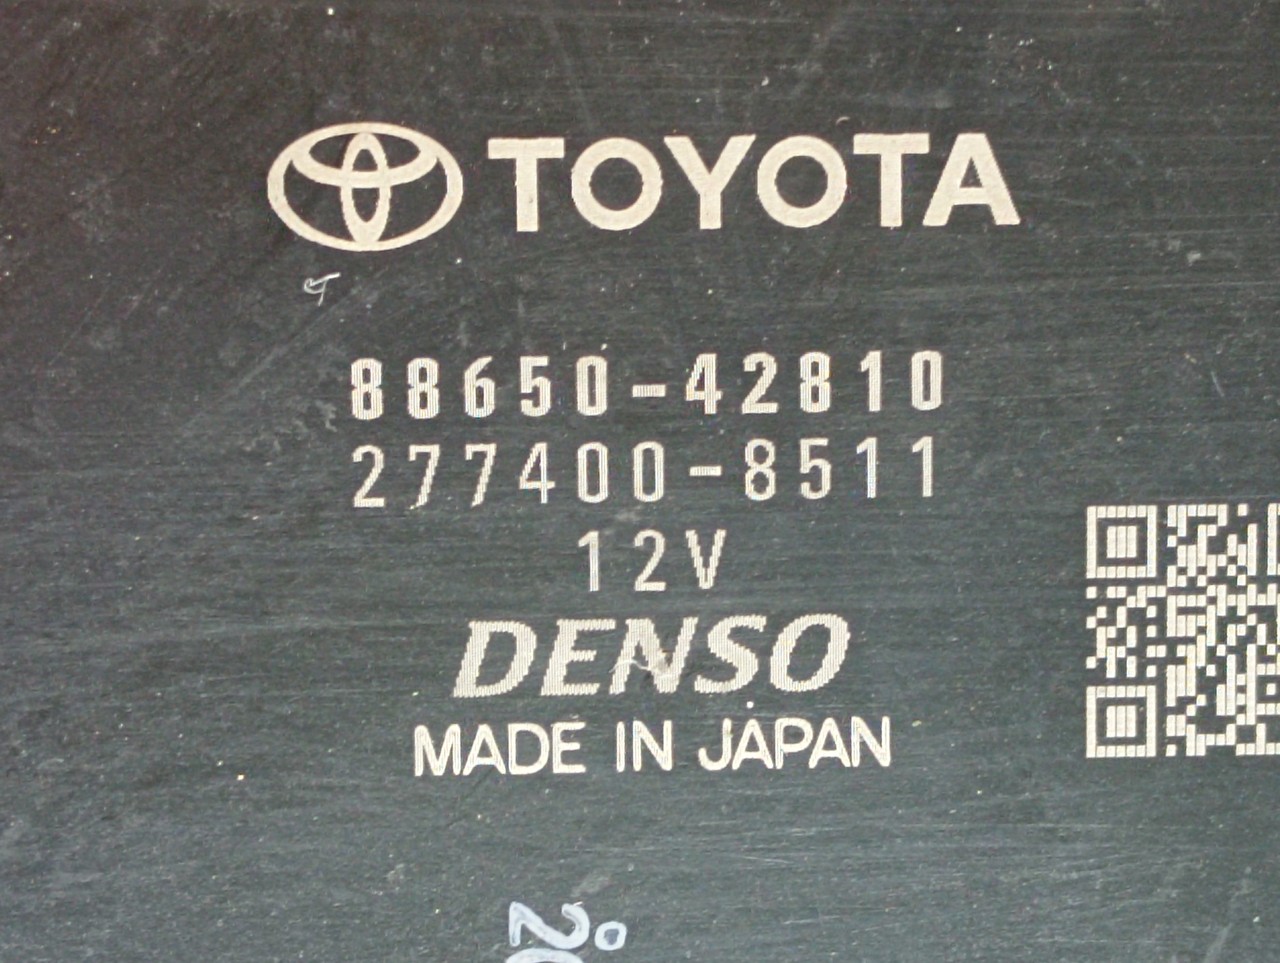 TOYOTA
88650-42810
277400-8511
12V
DENSO
MADE IN JAPAN